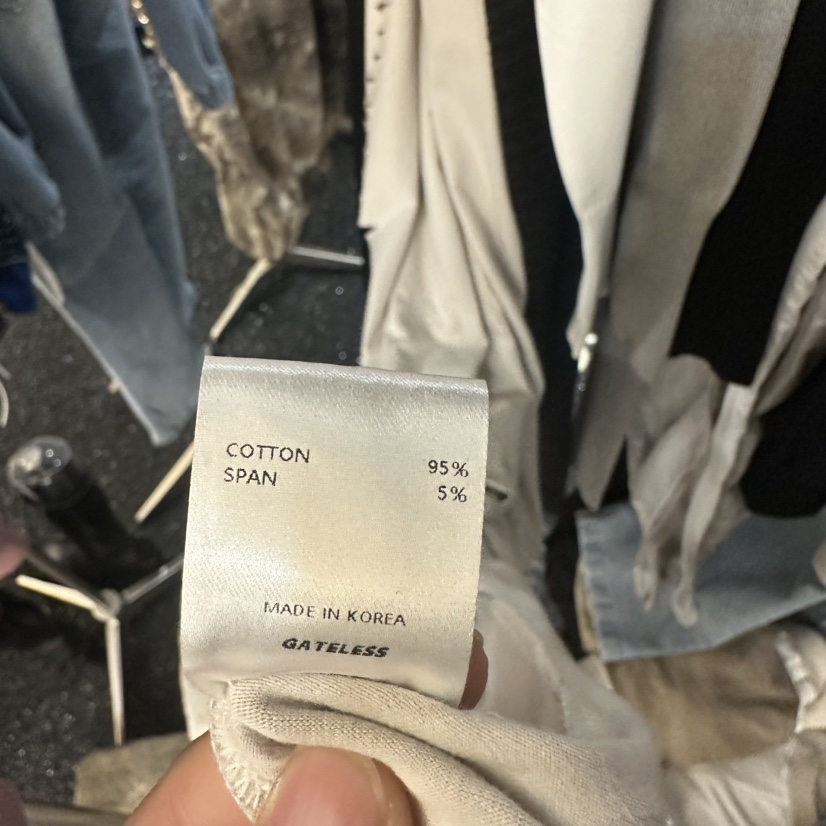 COTTON 95%
SPAN 5%
MADE IN KOREA
GATELESS